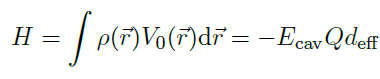 H = ∫ ρ(r⃗)V₀(r⃗)dr⃗ = −E_cav Q d_eff